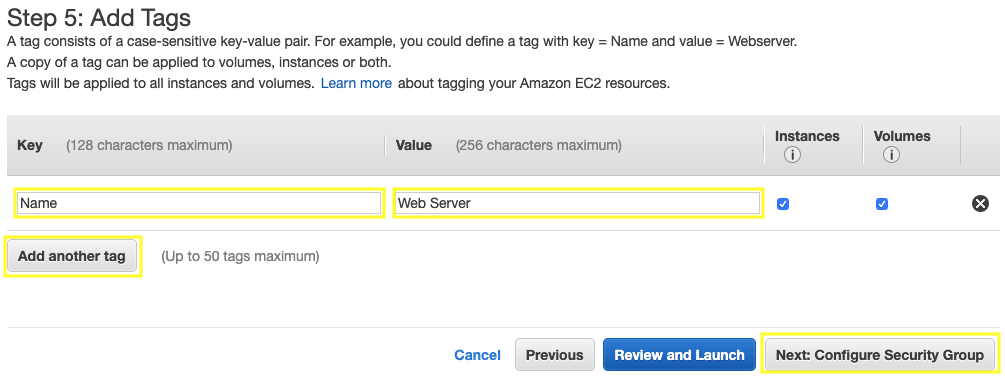 Step 5: Add Tags
A tag consists of a case-sensitive key-value pair. For example, you could define a tag with key = Name and value = Webserver.
A copy of a tag can be applied to volumes, instances or both.
Tags will be applied to all instances and volumes. Learn more about tagging your Amazon EC2 resources.
Key (128 characters maximum) Value (256 characters maximum) Instances Volumes
Name Web Server
Add another tag (Up to 50 tags maximum)
Cancel Previous Review and Launch Next: Configure Security Group